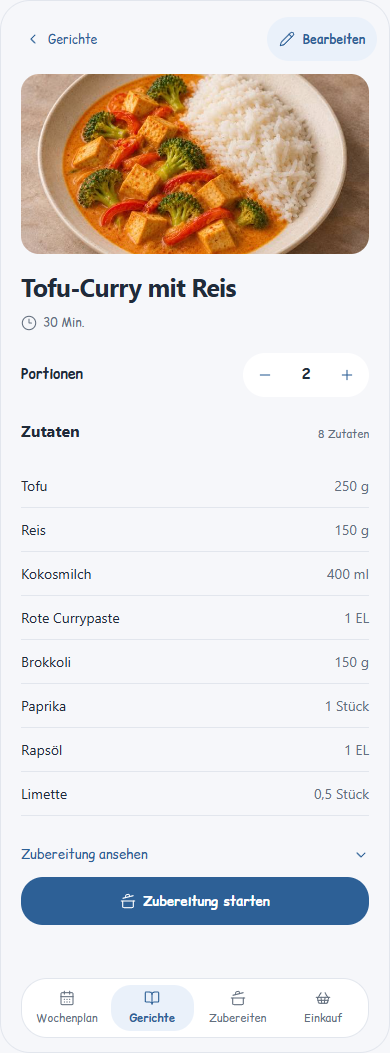 Gerichte
Bearbeiten
Tofu-Curry mit Reis
30 Min.
Portionen
2
Zutaten
8 Zutaten
Tofu
250 g
Reis
150 g
Kokosmilch
400 ml
Rote Currypaste
1 EL
Brokkoli
150 g
Paprika
1 Stück
Rapsöl
1 EL
Limette
0,5 Stück
Zubereitung ansehen
Zubereitung starten
Wochenplan
Gerichte
Zubereiten
Einkauf